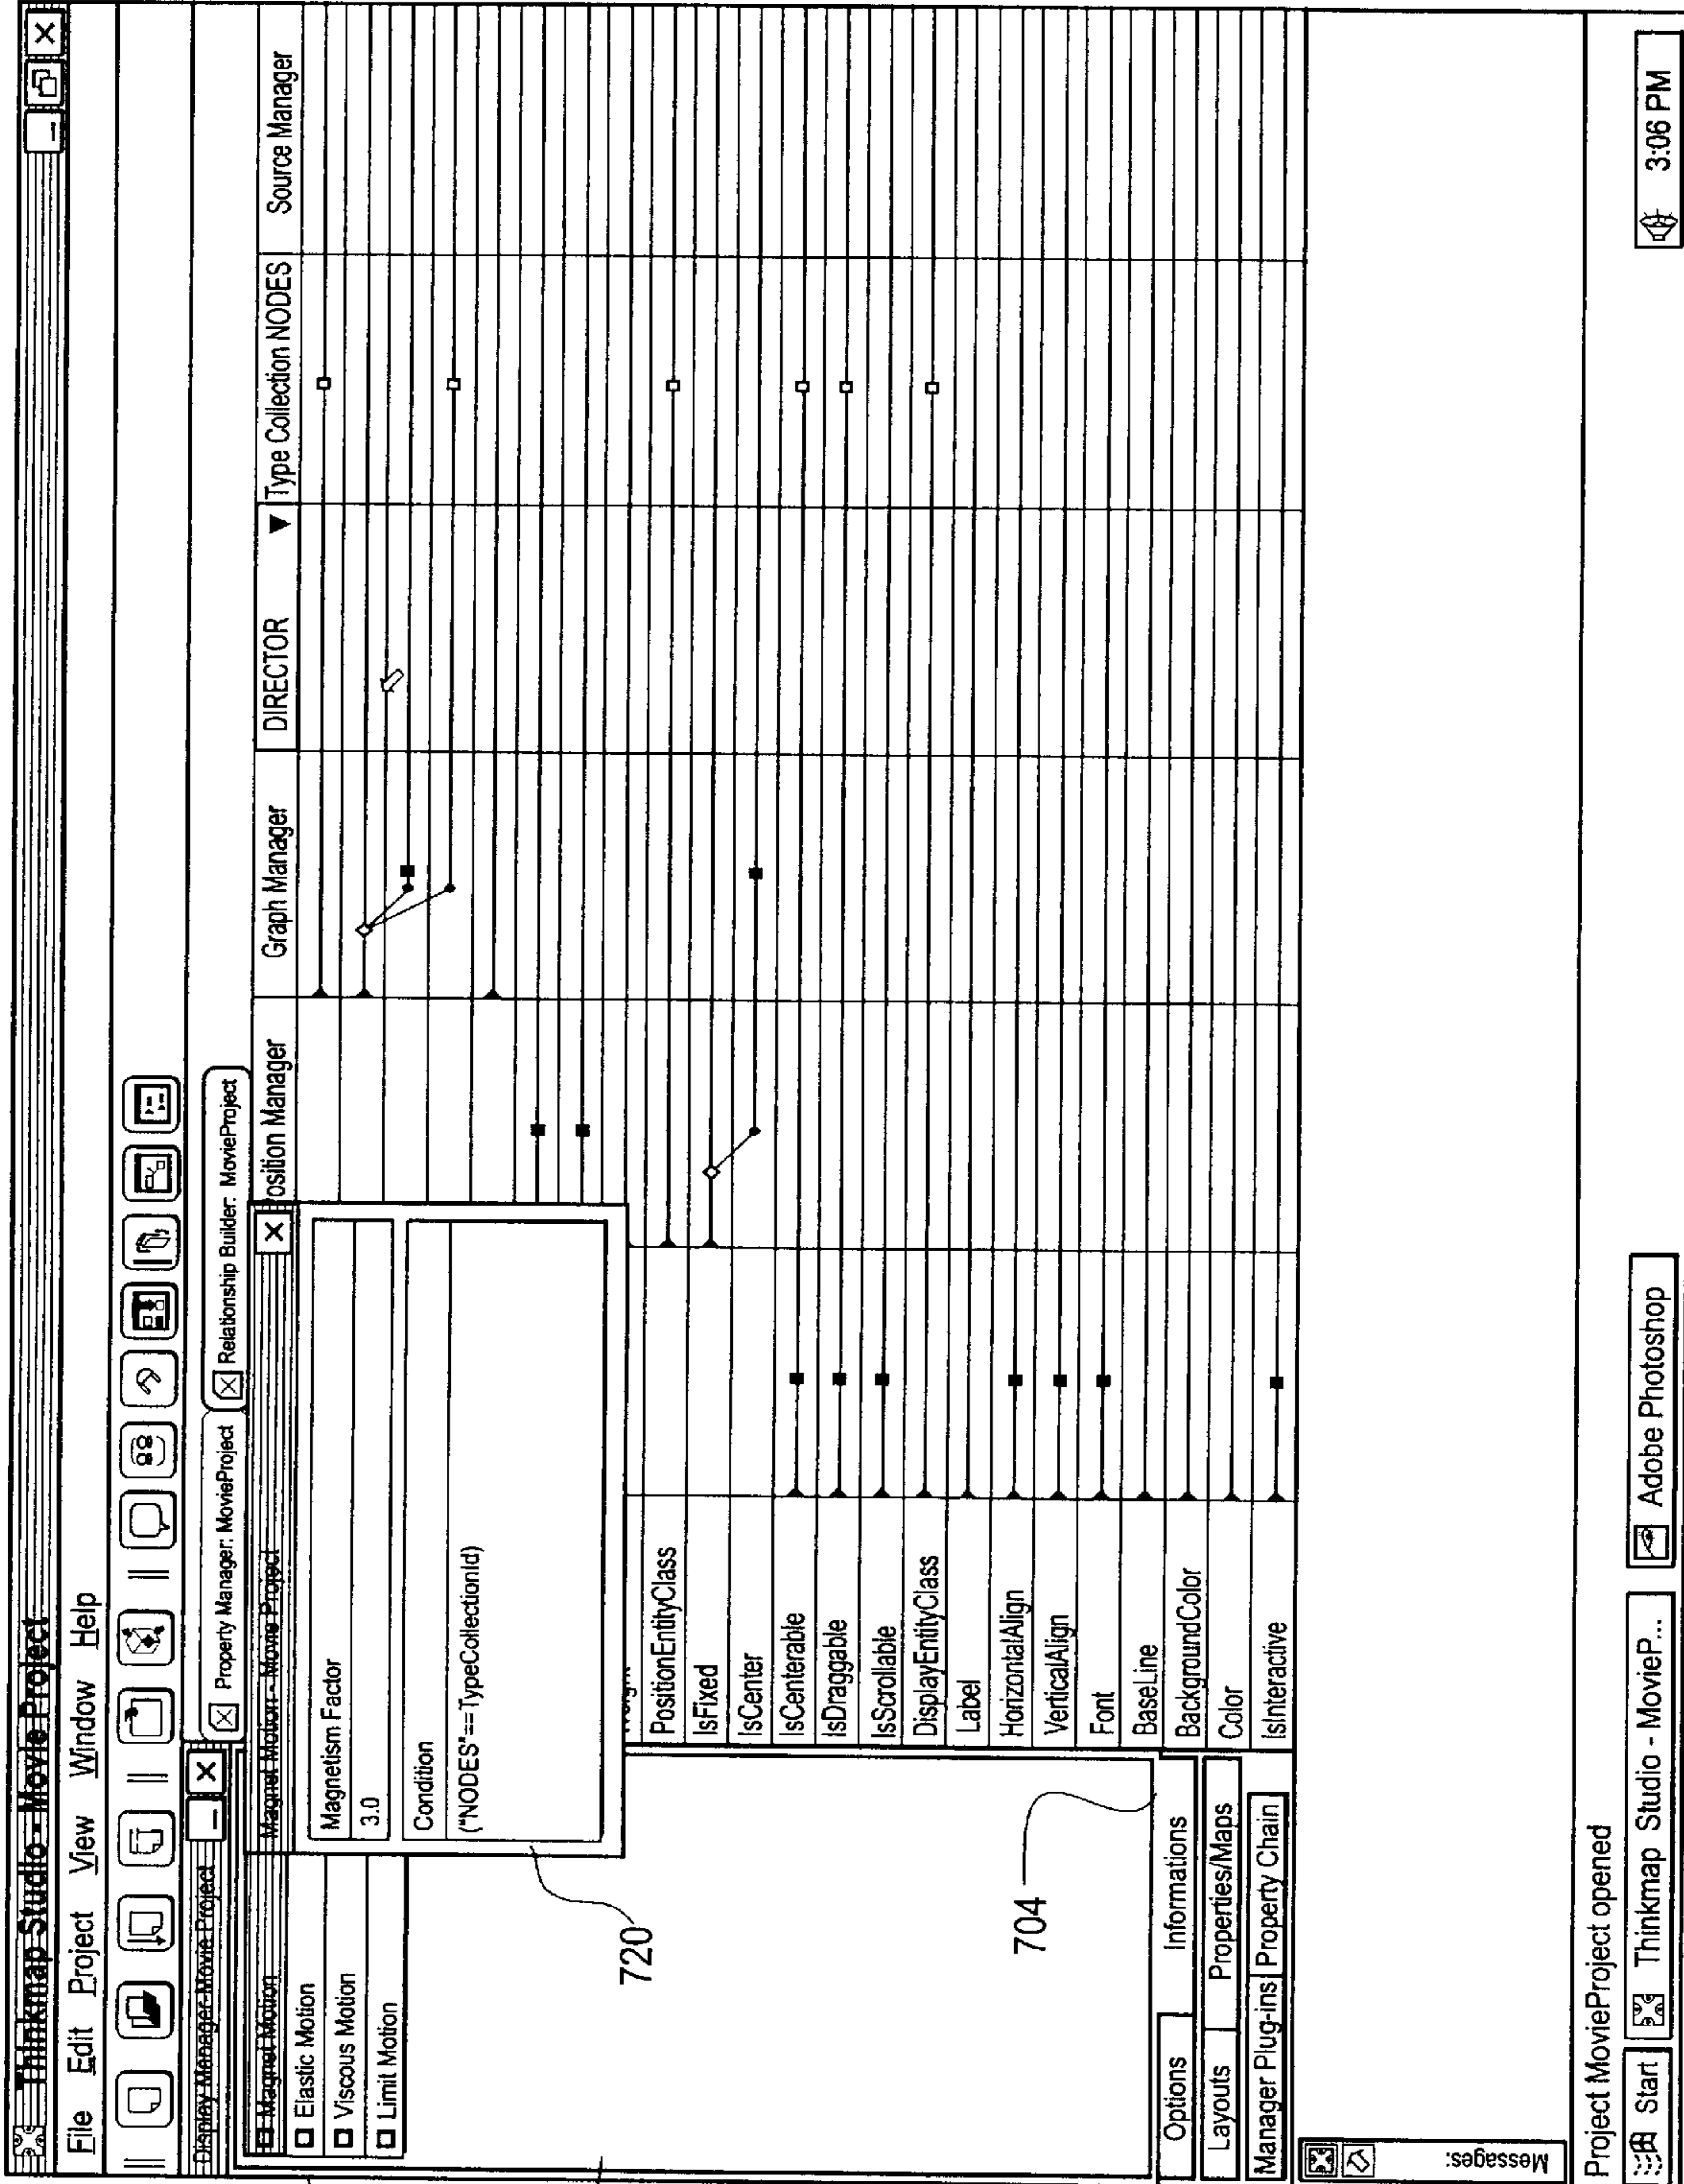 Thinkmap Studio - Movie Project
File Edit Project View Window Help
Display Manager-Movie Project
Property Manager: MovieProject
Relationship Builder: MovieProject
Magnet Motion
Elastic Motion
Viscous Motion
Limit Motion
Magnet Motion - Movie Project
Magnetism Factor
3.0
Condition
("NODES"==TypeCollectionId)
osition Manager
Graph Manager
DIRECTOR
Type Collection NODES
Source Manager
720
PositionEntityClass
IsFixed
IsCenter
IsCenterable
IsDraggable
IsScrollable
DisplayEntityClass
Label
HorizontalAlign
VerticalAlign
Font
BaseLine
BackgroundColor
Color
IsInteractive
704
Options
Informations
Layouts
Properties/Maps
Manager Plug-ins
Property Chain
Messages:
Project MovieProject opened
Start
Thinkmap Studio - MovieP...
Adobe Photoshop
3:06 PM